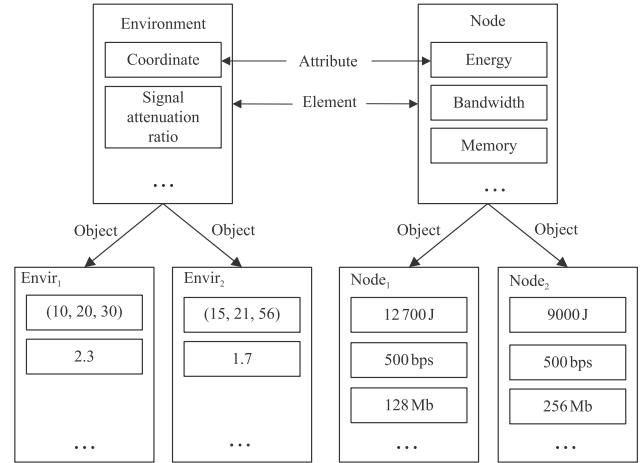 Environment
Coordinate
Signal
attenuation
ratio
...
Attribute
Element
Node
Energy
Bandwidth
Memory
...
Object
Object
Object
Object
Envir₁
(10, 20, 30)
2.3
...
Envir₂
(15, 21, 56)
1.7
...
Node₁
12 700 J
500 bps
128 Mb
...
Node₂
9000 J
500 bps
256 Mb
...